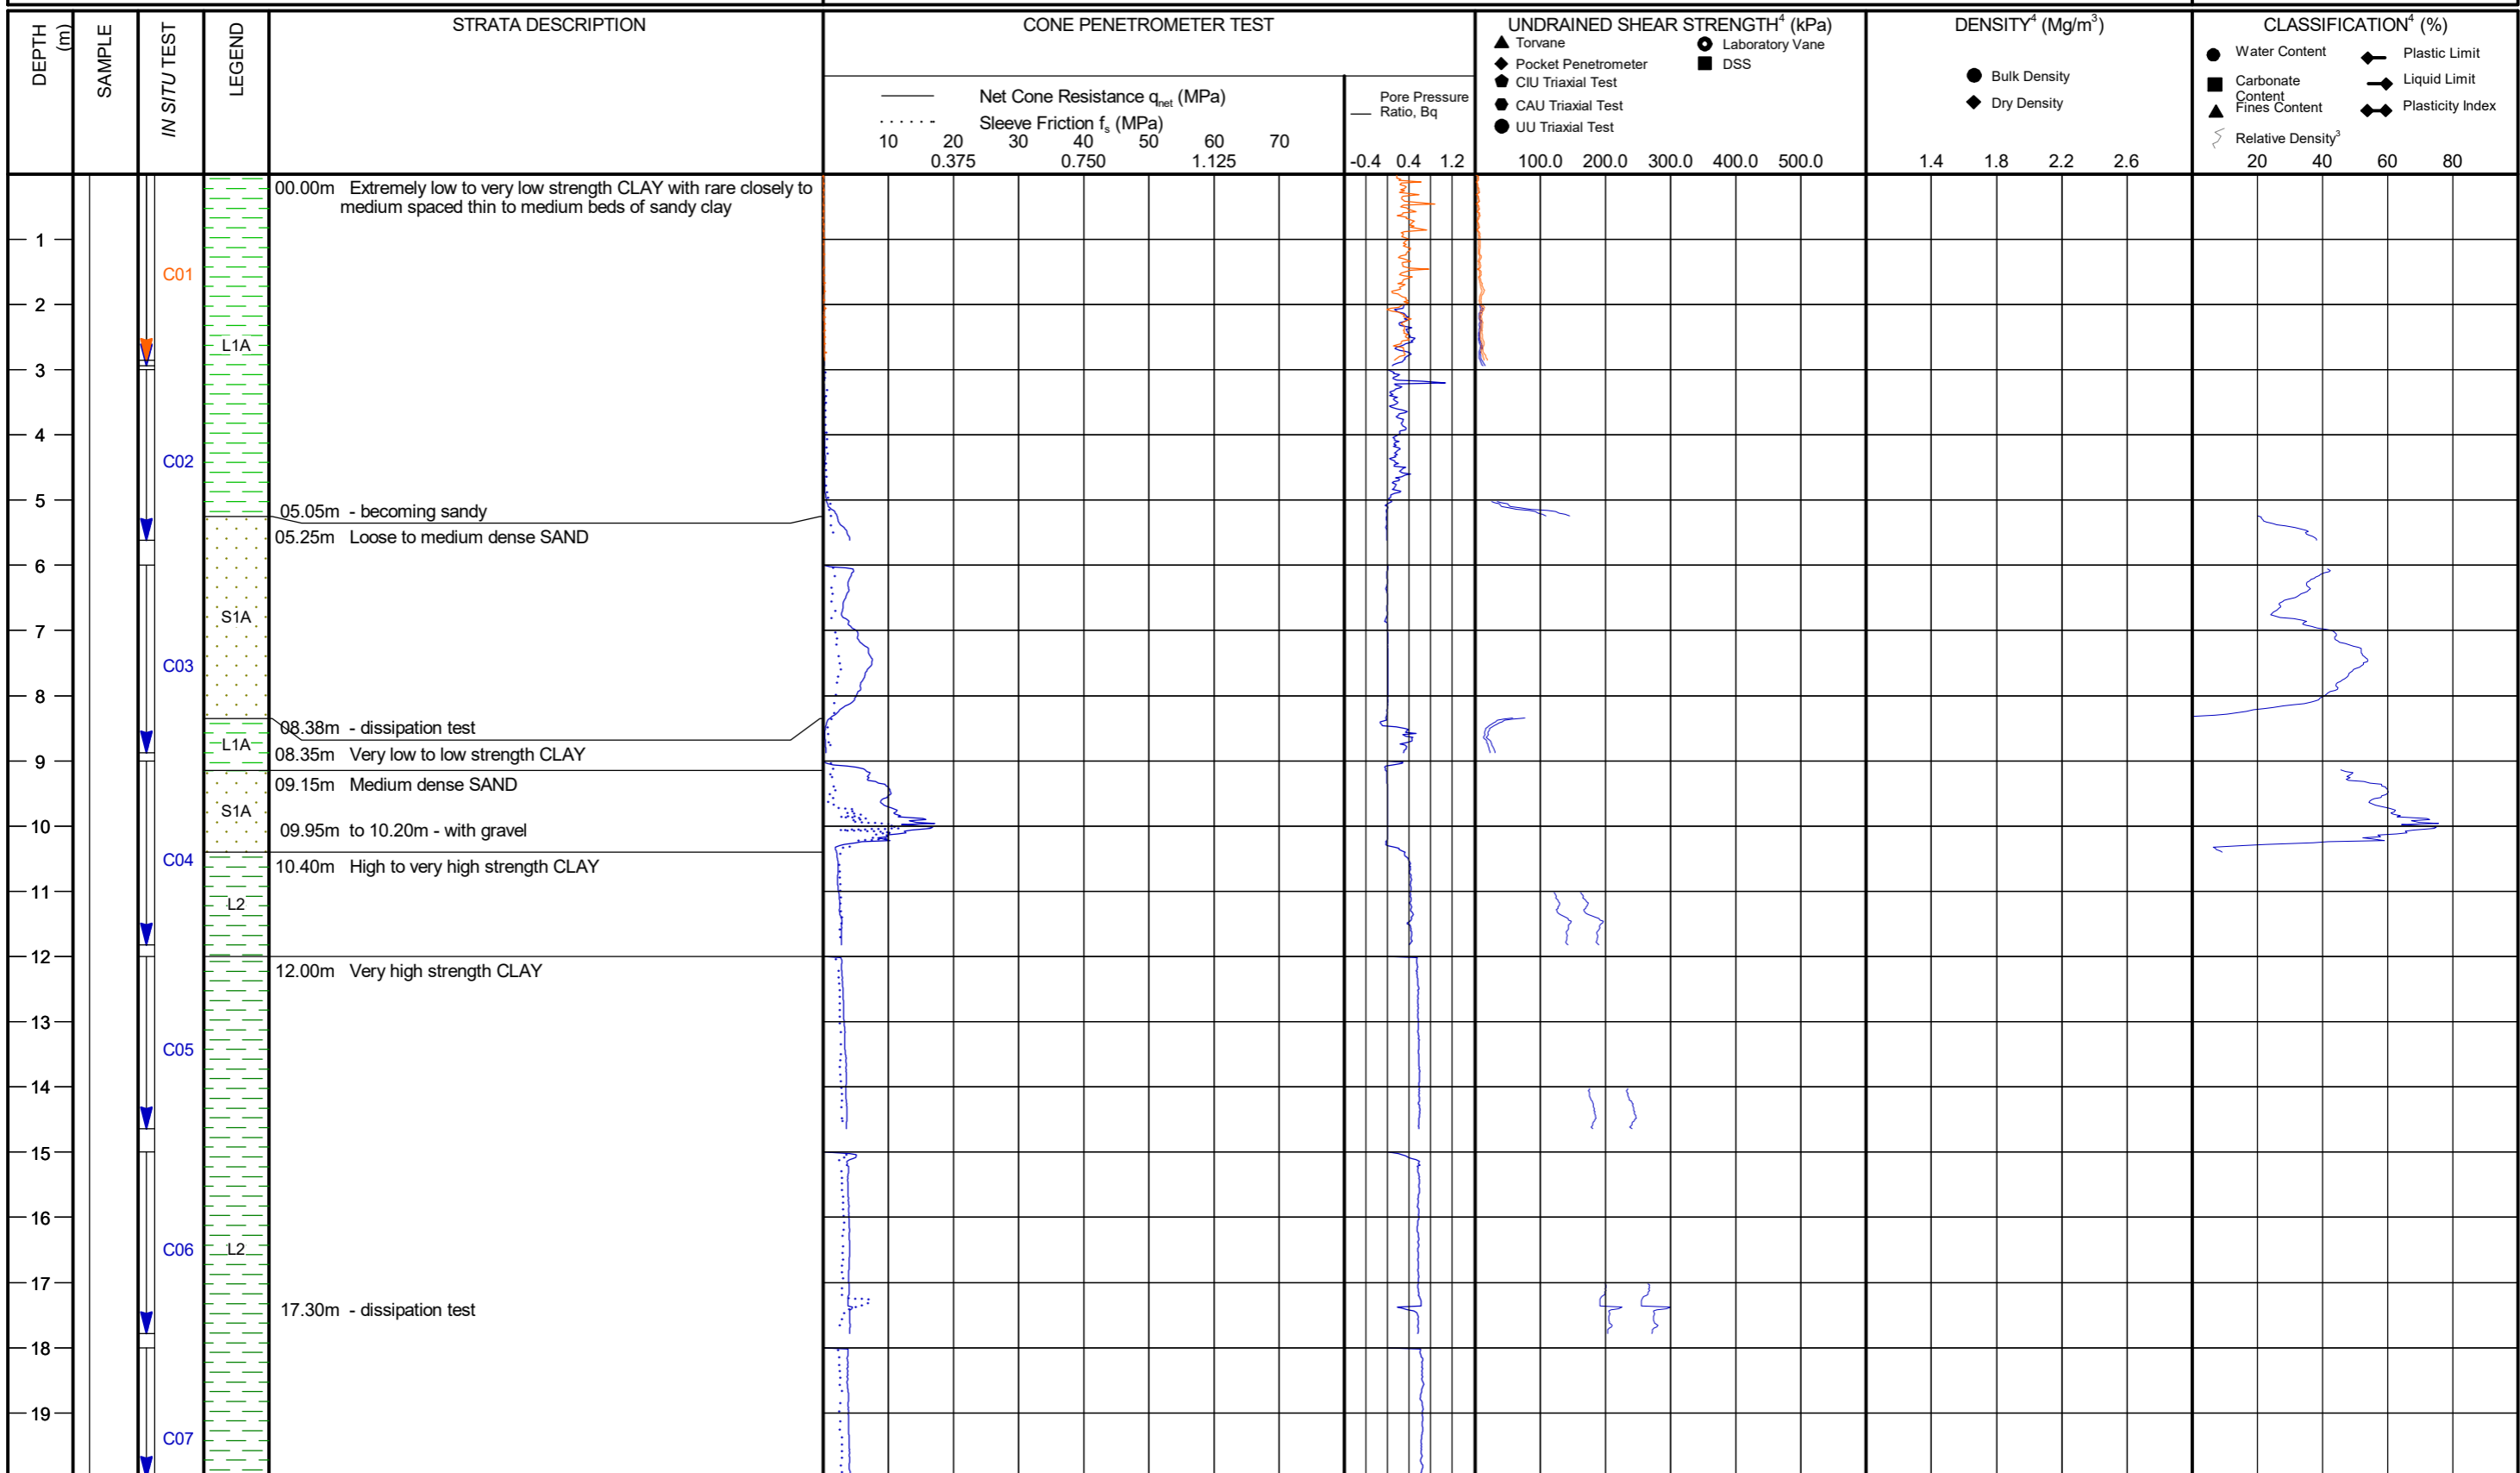 DEPTH (m)
SAMPLE
IN SITU TEST
LEGEND
STRATA DESCRIPTION
CONE PENETROMETER TEST
Net Cone Resistance qnet (MPa)
Sleeve Friction fs (MPa)
10 20 30 40 50 60 70
0.375 0.750 1.125
Pore Pressure
Ratio, Bq
-0.4 0.4 1.2
UNDRAINED SHEAR STRENGTH⁴ (kPa)
Torvane
Laboratory Vane
Pocket Penetrometer
DSS
CIU Triaxial Test
CAU Triaxial Test
UU Triaxial Test
100.0 200.0 300.0 400.0 500.0
DENSITY⁴ (Mg/m³)
Bulk Density
Dry Density
1.4 1.8 2.2 2.6
CLASSIFICATION⁴ (%)
Water Content
Plastic Limit
Carbonate
Content
Liquid Limit
Fines Content
Plasticity Index
Relative Density³
20 40 60 80
00.00m Extremely low to very low strength CLAY with rare closely to
medium spaced thin to medium beds of sandy clay
1
C01
2
L1A
3
4
C02
5
05.05m - becoming sandy
05.25m Loose to medium dense SAND
6
S1A
7
C03
8
08.38m - dissipation test
L1A
08.35m Very low to low strength CLAY
9
09.15m Medium dense SAND
S1A
10
09.95m to 10.20m - with gravel
C04
10.40m High to very high strength CLAY
11
L2
12
12.00m Very high strength CLAY
13
C05
14
15
16
C06
L2
17
17.30m - dissipation test
18
19
C07